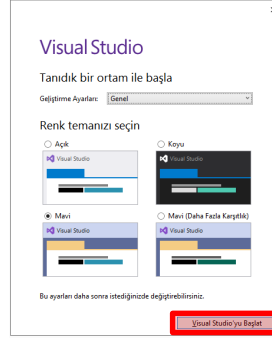 Visual Studio
Tanıdık bir ortam ile başla
Geliştirme Ayarları: Genel
Renk temanızı seçin
Açık Koyu
Visual Studio Visual Studio
Mavi Mavi (Daha Fazla Karşıtlık)
Visual Studio Visual Studio
Bu ayarları daha sonra istediğinizde değiştirebilirsiniz.
Visual Studio'yu Başlat